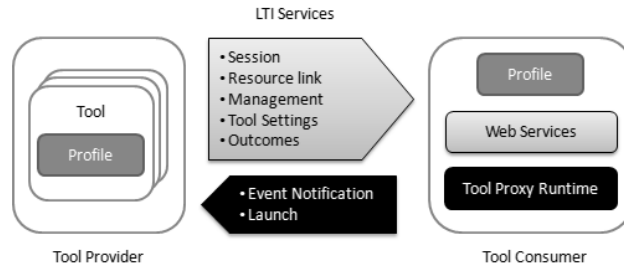 LTI Services
Tool
Profile
• Session
• Resource link
• Management
• Tool Settings
• Outcomes
• Event Notification
• Launch
Profile
Web Services
Tool Proxy Runtime
Tool Provider
Tool Consumer